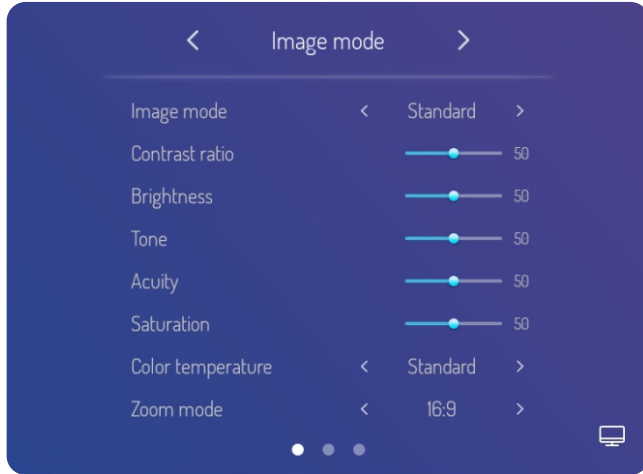 Image mode
Image mode < Standard >
Contrast ratio 50
Brightness 50
Tone 50
Acuity 50
Saturation 50
Color temperature < Standard >
Zoom mode < 16:9 >